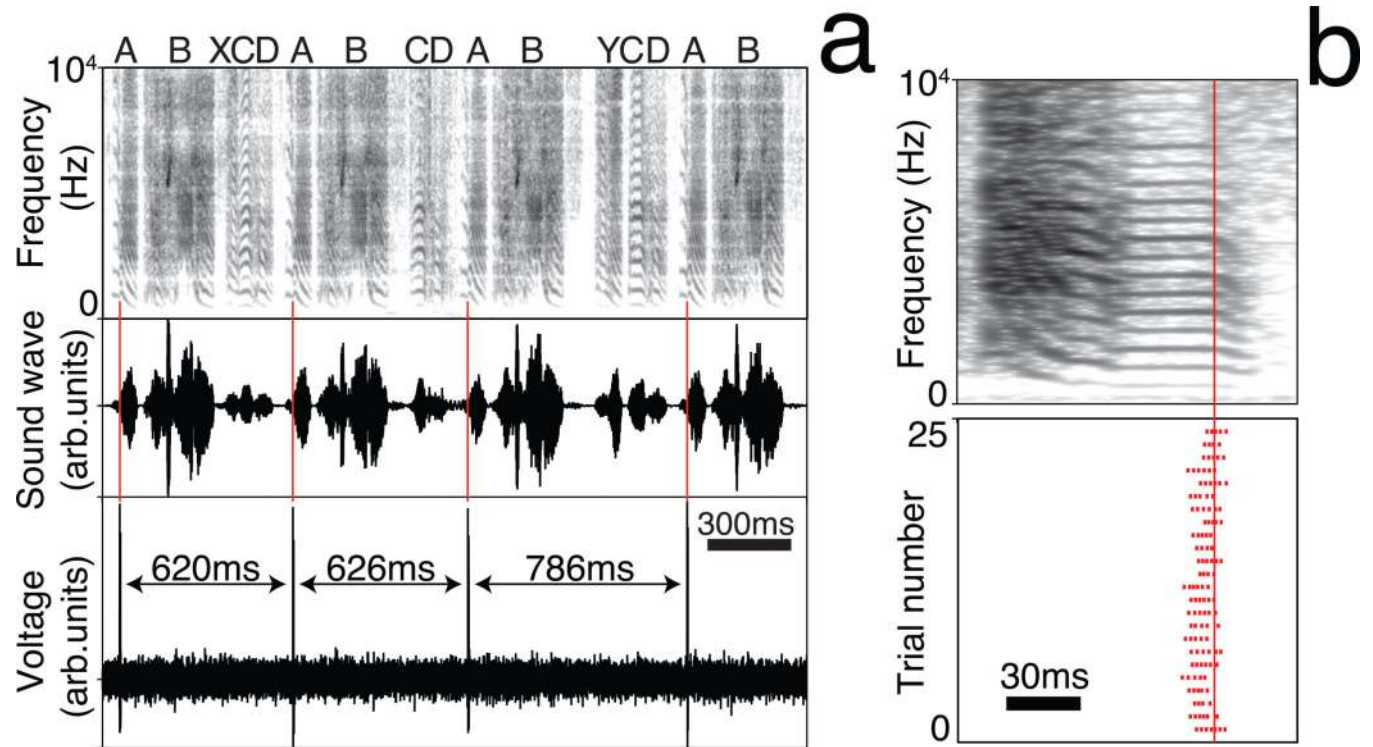 A B XCD A B CD A B YCD A B
a
10⁴
Frequency
(Hz)
0
Sound wave
(arb.units)
Voltage
(arb.units)
620ms
626ms
786ms
300ms
b
10⁴
Frequency (Hz)
0
25
Trial number
0
30ms